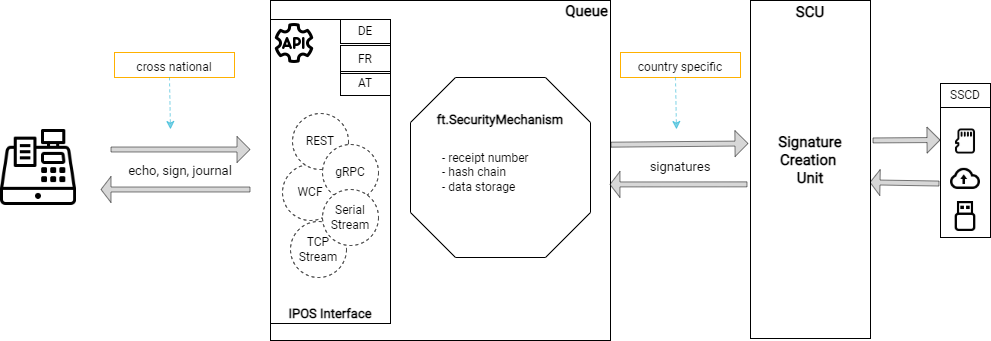 Queue
SCU
API
DE
FR
AT
cross national
country specific
SSCD
ft.SecurityMechanism
- receipt number
- hash chain
- data storage
REST
gRPC
WCF
Serial
Stream
TCP
Stream
echo, sign, journal
signatures
Signature
Creation
Unit
IPOS Interface